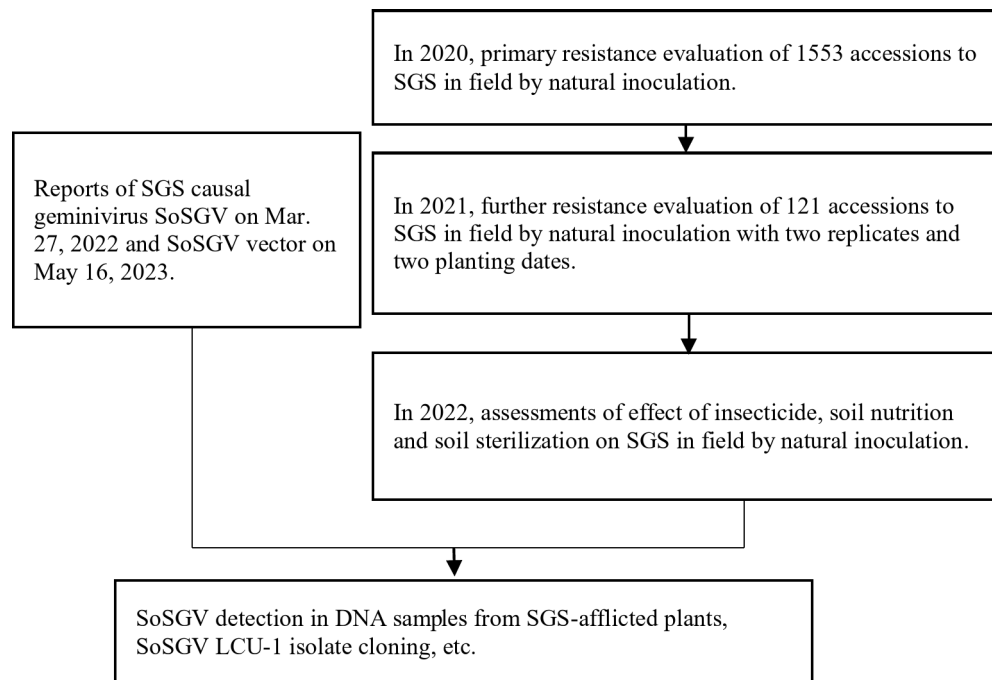 In 2020, primary resistance evaluation of 1553 accessions to
SGS in field by natural inoculation.
Reports of SGS causal
geminivirus SoSGV on Mar.
27, 2022 and SoSGV vector on
May 16, 2023.
In 2021, further resistance evaluation of 121 accessions to
SGS in field by natural inoculation with two replicates and
two planting dates.
In 2022, assessments of effect of insecticide, soil nutrition
and soil sterilization on SGS in field by natural inoculation.
SoSGV detection in DNA samples from SGS-afflicted plants,
SoSGV LCU-1 isolate cloning, etc.